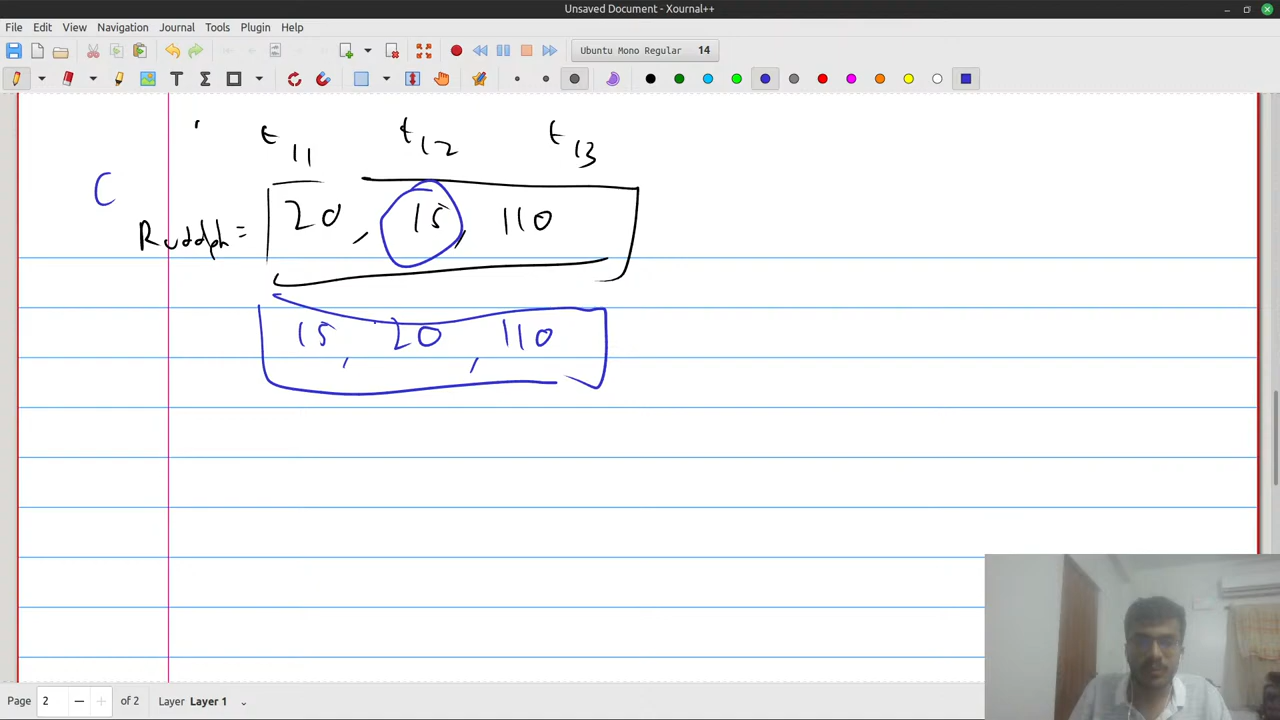 Unsaved Document - Xournal++
File Edit View Navigation Journal Tools Plugin Help
Ubuntu Mono Regular 14
t11 t12 t13
C
Rudolph = 20, 15, 110
15, 20, 110
Page 2 of 2 Layer Layer 1